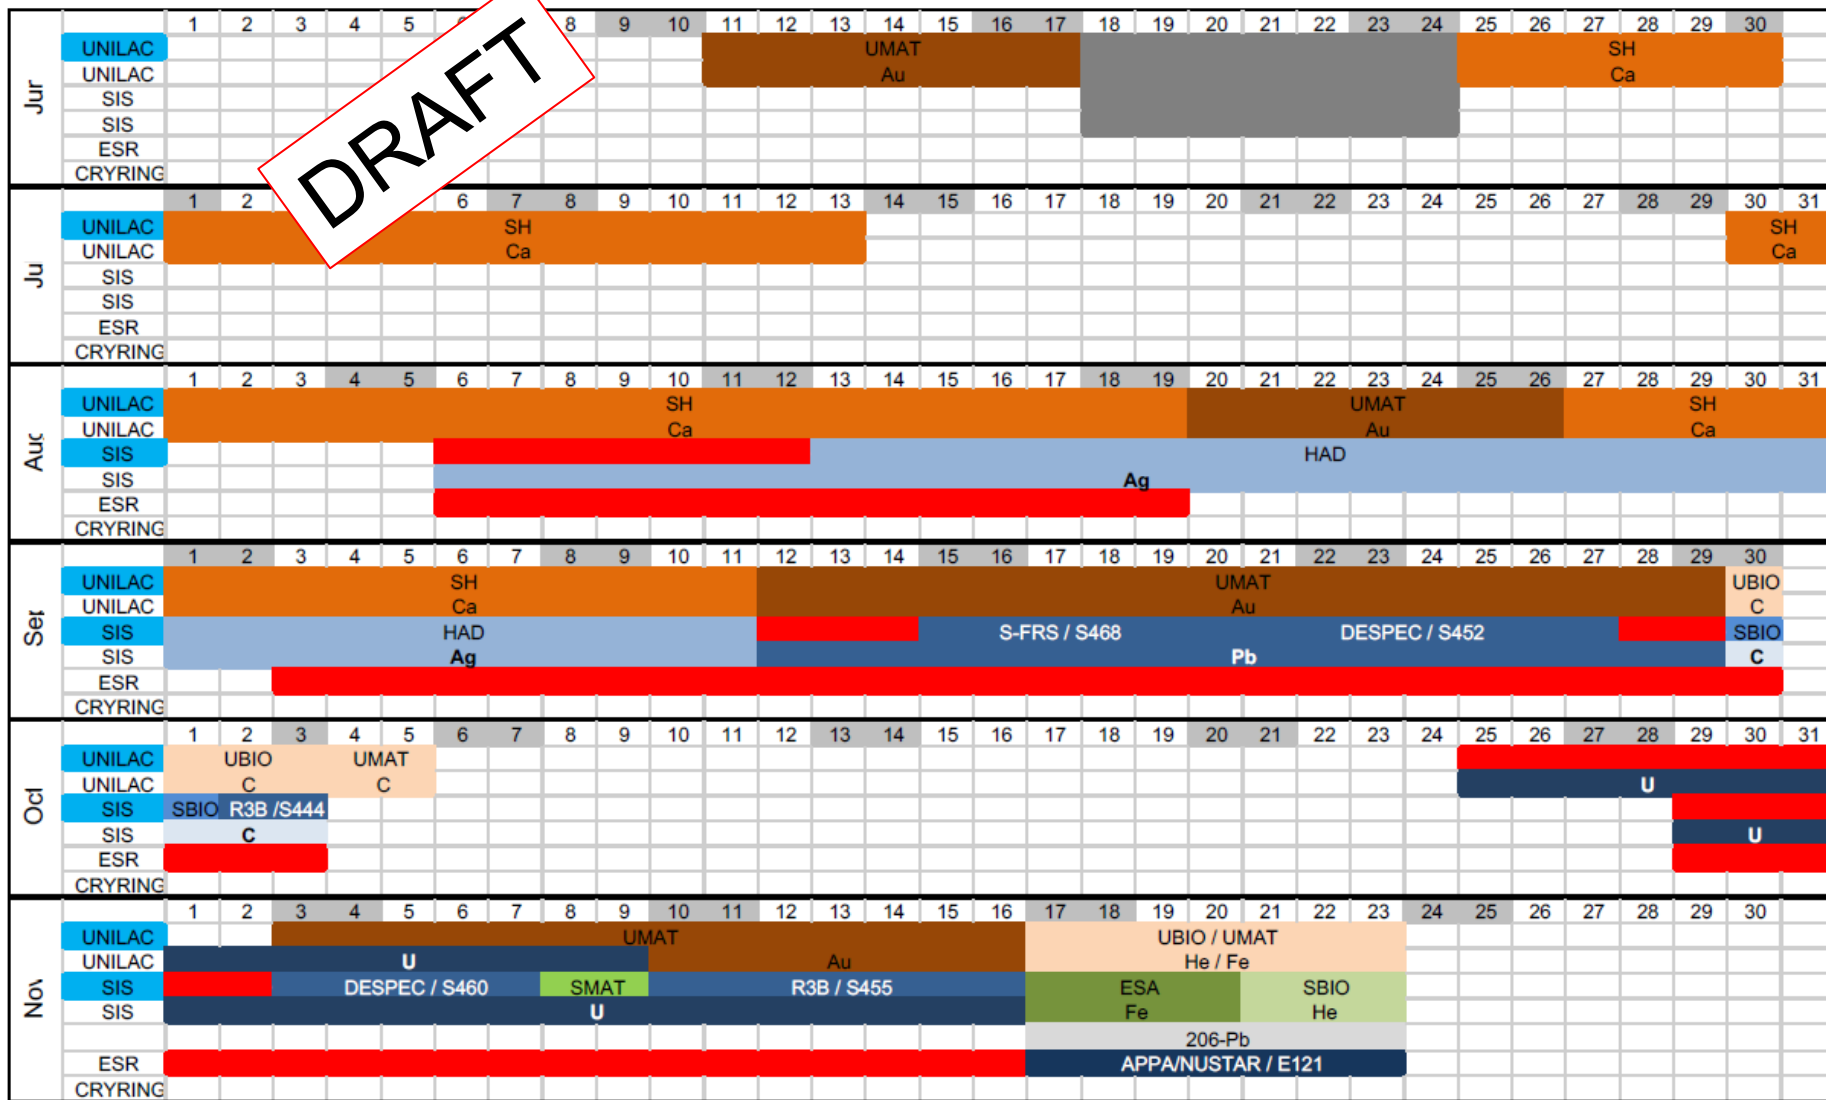 1 2 3 4 5 8 9 10 11 12 13 14 15 16 17 18 19 20 21 22 23 24 25 26 27 28 29 30
Jur
UNILAC UMAT SH
UNILAC Au Ca
SIS
SIS
ESR
CRYRING
DRAFT
1 2 6 7 8 9 10 11 12 13 14 15 16 17 18 19 20 21 22 23 24 25 26 27 28 29 30 31
Ju
UNILAC SH SH
UNILAC Ca Ca
SIS
SIS
ESR
CRYRING
1 2 3 4 5 6 7 8 9 10 11 12 13 14 15 16 17 18 19 20 21 22 23 24 25 26 27 28 29 30 31
Auc
UNILAC SH UMAT SH
UNILAC Ca Au Ca
SIS HAD
SIS Ag
ESR
CRYRING
1 2 3 4 5 6 7 8 9 10 11 12 13 14 15 16 17 18 19 20 21 22 23 24 25 26 27 28 29 30
Sep
UNILAC SH UMAT UBIO
UNILAC Ca Au C
SIS HAD S-FRS / S468 DESPEC / S452 SBIO
SIS Ag Pb C
ESR
CRYRING
1 2 3 4 5 6 7 8 9 10 11 12 13 14 15 16 17 18 19 20 21 22 23 24 25 26 27 28 29 30 31
Oct
UNILAC UBIO UMAT
UNILAC C C U
SIS SBIO R3B /S444
SIS C U
ESR
CRYRING
1 2 3 4 5 6 7 8 9 10 11 12 13 14 15 16 17 18 19 20 21 22 23 24 25 26 27 28 29 30
Nov
UNILAC UMAT UBIO / UMAT
UNILAC U Au He / Fe
SIS DESPEC / S460 SMAT R3B / S455 ESA SBIO
SIS U Fe He
206-Pb
ESR APPA/NUSTAR / E121
CRYRING